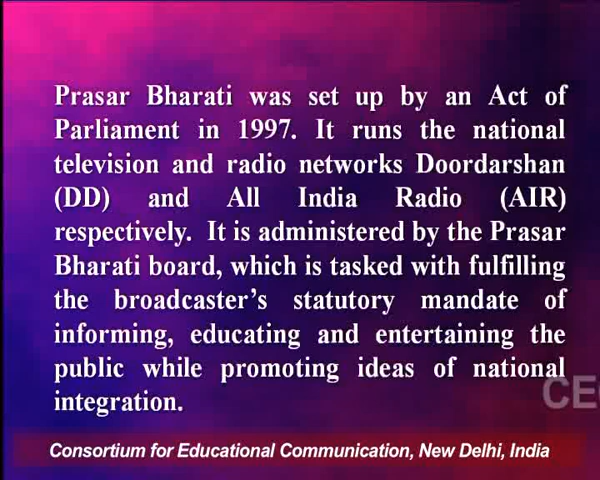 Prasar Bharati was set up by an Act of
Parliament in 1997. It runs the national
television and radio networks Doordarshan
(DD) and All India Radio (AIR)
respectively. It is administered by the Prasar
Bharati board, which is tasked with fulfilling
the broadcaster's statutory mandate of
informing, educating and entertaining the
public while promoting ideas of national
integration.
Consortium for Educational Communication, New Delhi, India